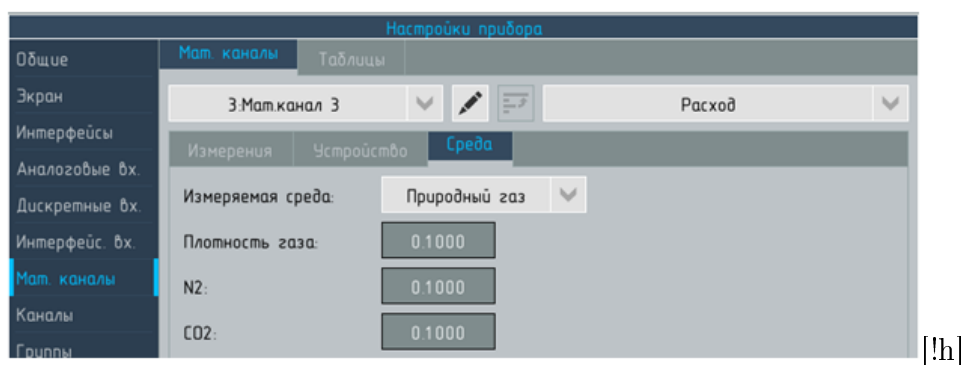 Настройки прибора
Общие
Экран
Интерфейсы
Аналоговые вх.
Дискретные вх.
Интерфейс. вх.
Мат. каналы
Каналы
Группы
Мат. каналы Таблицы
3:Мат.канал 3 Расход
Измерения Устройство Среда
Измеряемая среда: Природный газ
Плотность газа: 0.1000
N2: 0.1000
CO2: 0.1000
[!h]